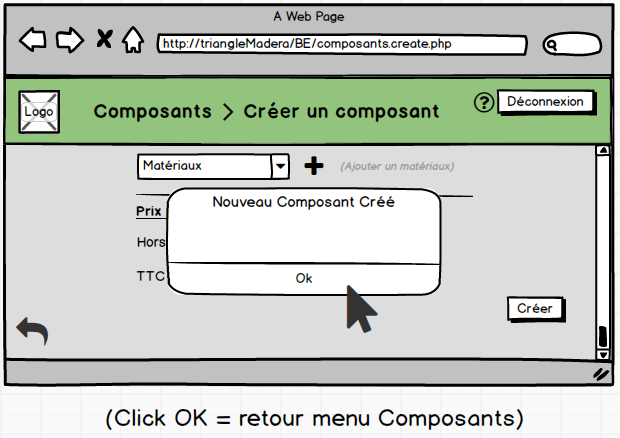 A Web Page
http://triangleMadera/BE/composants.create.php
Logo
Composants > Créer un composant
?
Déconnexion
Matériaux
(Ajouter un matériaux)
Nouveau Composant Créé
Prix
Hors
TTC
Ok
Créer
(Click OK = retour menu Composants)